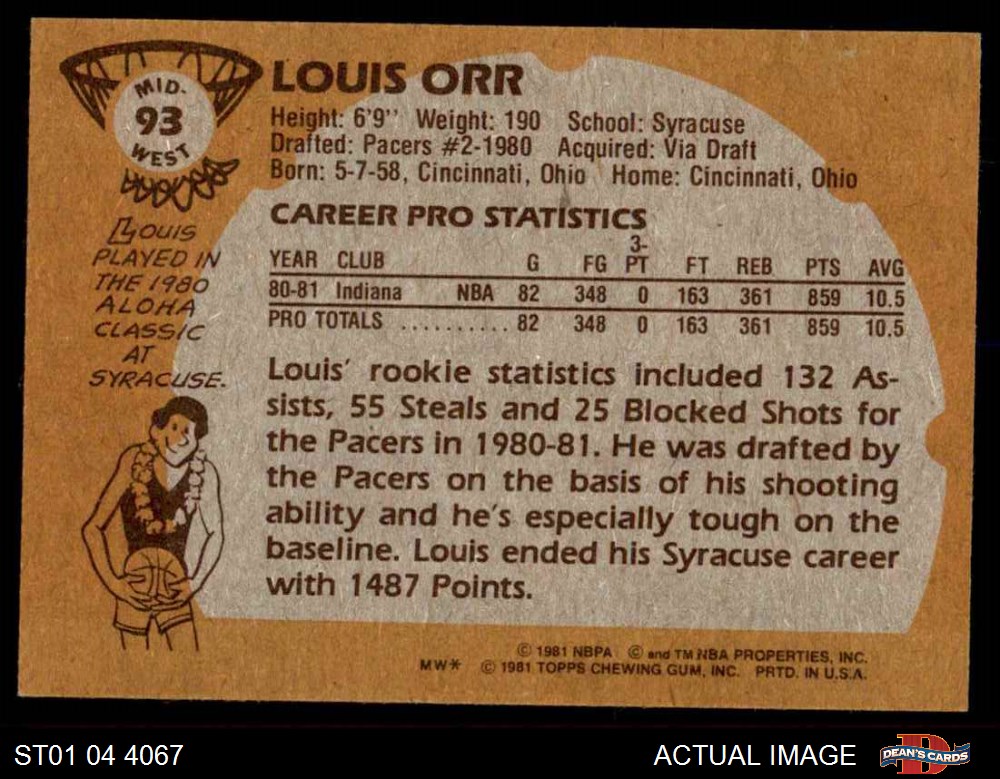 MID.
93
WEST
LOUIS ORR
Height: 6'9'' Weight: 190 School: Syracuse
Drafted: Pacers #2-1980 Acquired: Via Draft
Born: 5-7-58, Cincinnati, Ohio Home: Cincinnati, Ohio
LOUIS
PLAYED IN
THE 1980
ALOHA
CLASSIC
AT
SYRACUSE.
CAREER PRO STATISTICS
3-
YEAR CLUB G FG PT FT REB PTS AVG
80-81 Indiana NBA 82 348 0 163 361 859 10.5
PRO TOTALS .......... 82 348 0 163 361 859 10.5
Louis' rookie statistics included 132 As-
sists, 55 Steals and 25 Blocked Shots for
the Pacers in 1980-81. He was drafted by
the Pacers on the basis of his shooting
ability and he's especially tough on the
baseline. Louis ended his Syracuse career
with 1487 Points.
© 1981 NBPA © and TM NBA PROPERTIES, INC.
MW* © 1981 TOPPS CHEWING GUM, INC. PRTD. IN U.S.A.
ST01 04 4067
ACTUAL IMAGE
D
DEAN'S CARDS